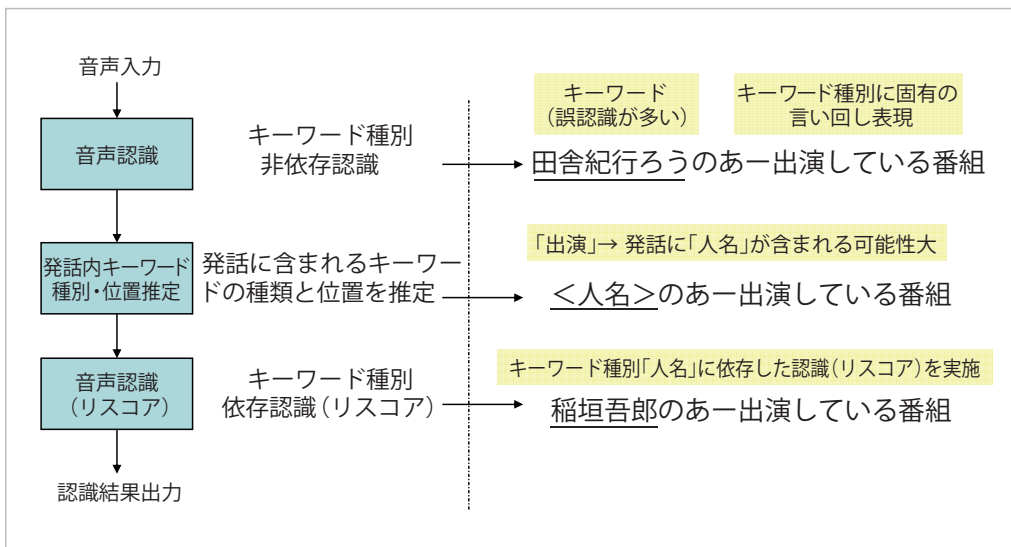 音声入力
音声認識
キーワード種別
非依存認識
キーワード
(誤認識が多い)
キーワード種別に固有の
言い回し表現
田舎紀行ろうのあー出演している番組
発話内キーワード
種別・位置推定
発話に含まれるキーワー
ドの種類と位置を推定
「出演」→ 発話に「人名」が含まれる可能性大
<人名>のあー出演している番組
音声認識
(リスコア)
キーワード種別
依存認識(リスコア)
キーワード種別「人名」に依存した認識(リスコア)を実施
稲垣吾郎のあー出演している番組
認識結果出力